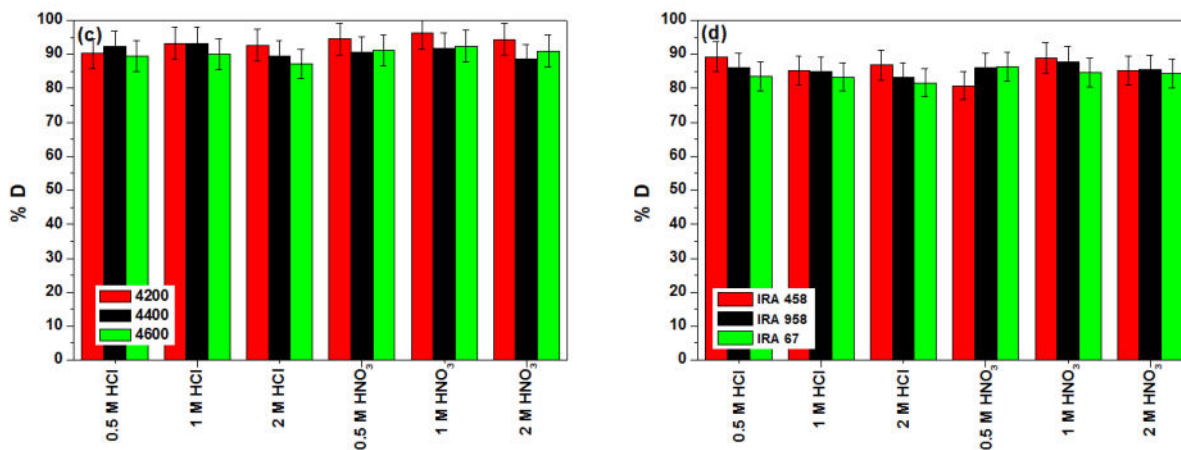 (c)
% D
100
90
80
70
60
50
40
30
20
10
0
4200
4400
4600
0.5 M HCl
1 M HCl
2 M HCl
0.5 M HNO₃
1 M HNO₃
2 M HNO₃
(d)
% D
100
90
80
70
60
50
40
30
20
10
0
IRA 458
IRA 958
IRA 67
0.5 M HCl
1 M HCl
2 M HCl
0.5 M HNO₃
1 M HNO₃
2 M HNO₃